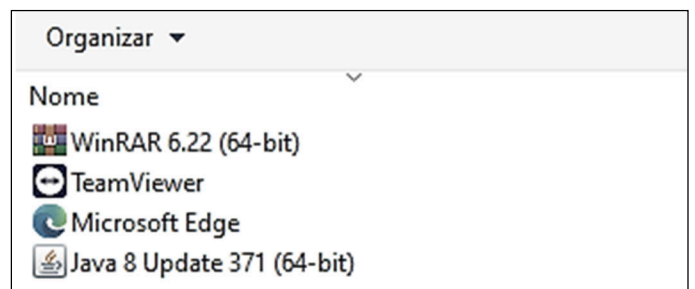 Organizar
Nome
WinRAR 6.22 (64-bit)
TeamViewer
Microsoft Edge
Java 8 Update 371 (64-bit)